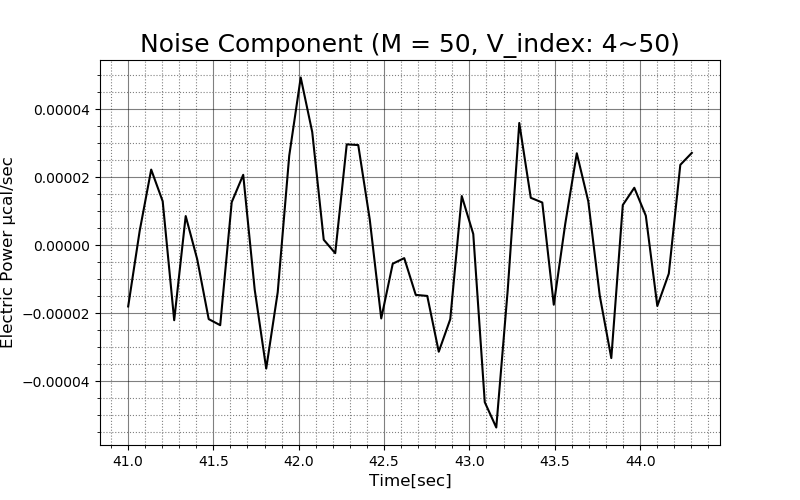 Noise Component (M = 50, V_index: 4~50)
Electric Power μcal/sec
0.00004
0.00002
0.00000
−0.00002
−0.00004
41.0 41.5 42.0 42.5 43.0 43.5 44.0
Time[sec]